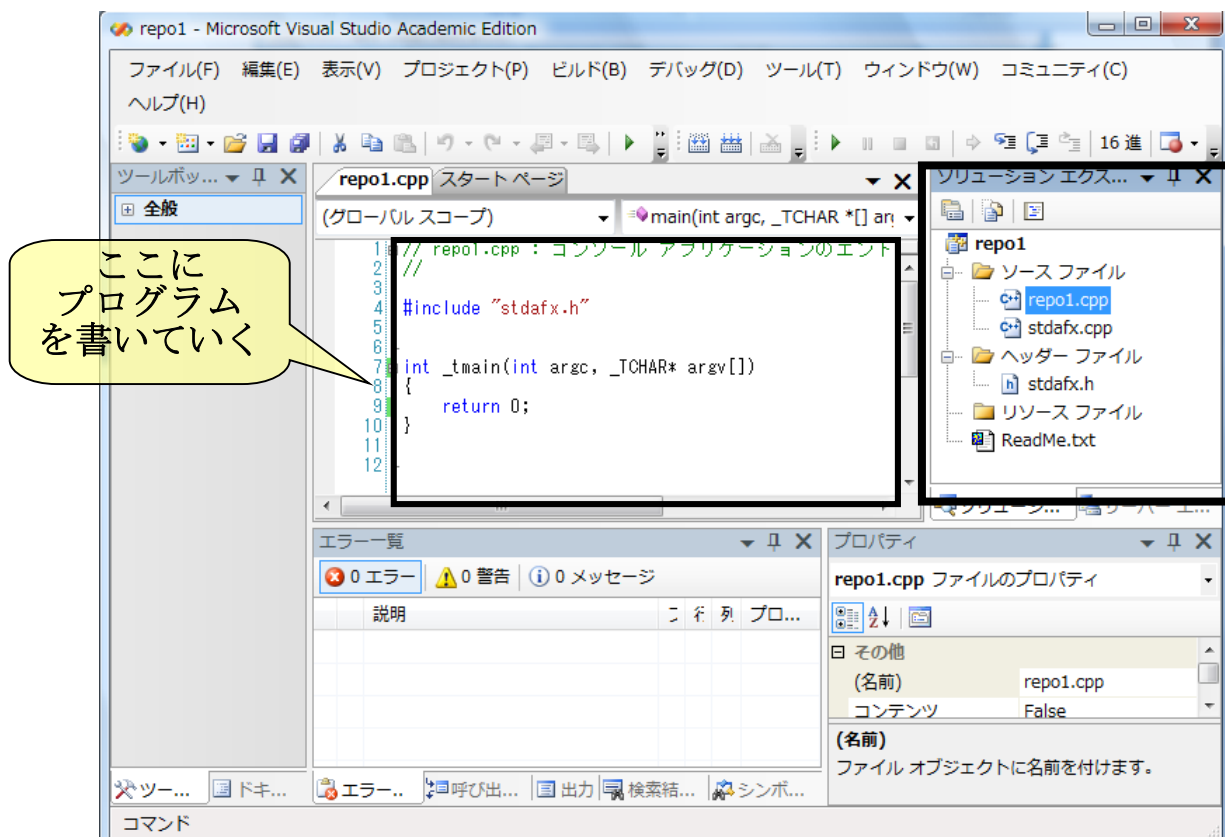 repo1 - Microsoft Visual Studio Academic Edition
ファイル(F) 編集(E) 表示(V) プロジェクト(P) ビルド(B) デバッグ(D) ツール(T) ウィンドウ(W) コミュニティ(C)
ヘルプ(H)
16 進
ツールボッ...
全般
ここに
プログラム
を書いていく
repo1.cpp スタート ページ
(グローバル スコープ) main(int argc, _TCHAR *[] arg
1 // repo1.cpp : コンソール アプリケーションのエント
2 //
3
4 #include "stdafx.h"
5
6
7 int _tmain(int argc, _TCHAR* argv[])
8 {
9 return 0;
10 }
11
12
ソリューション エクス...
repo1
ソース ファイル
repo1.cpp
stdafx.cpp
ヘッダー ファイル
stdafx.h
リソース ファイル
ReadMe.txt
ソリューシ... サーバー エ...
エラー一覧
0 エラー 0 警告 0 メッセージ
説明 行 列 プロ...
プロパティ
repo1.cpp ファイルのプロパティ
その他
(名前) repo1.cpp
コンテンツ False
(名前)
ファイル オブジェクトに名前を付けます。
ツー... ドキ... エラー.. 呼び出... 出力 検索結... シンボ...
コマンド